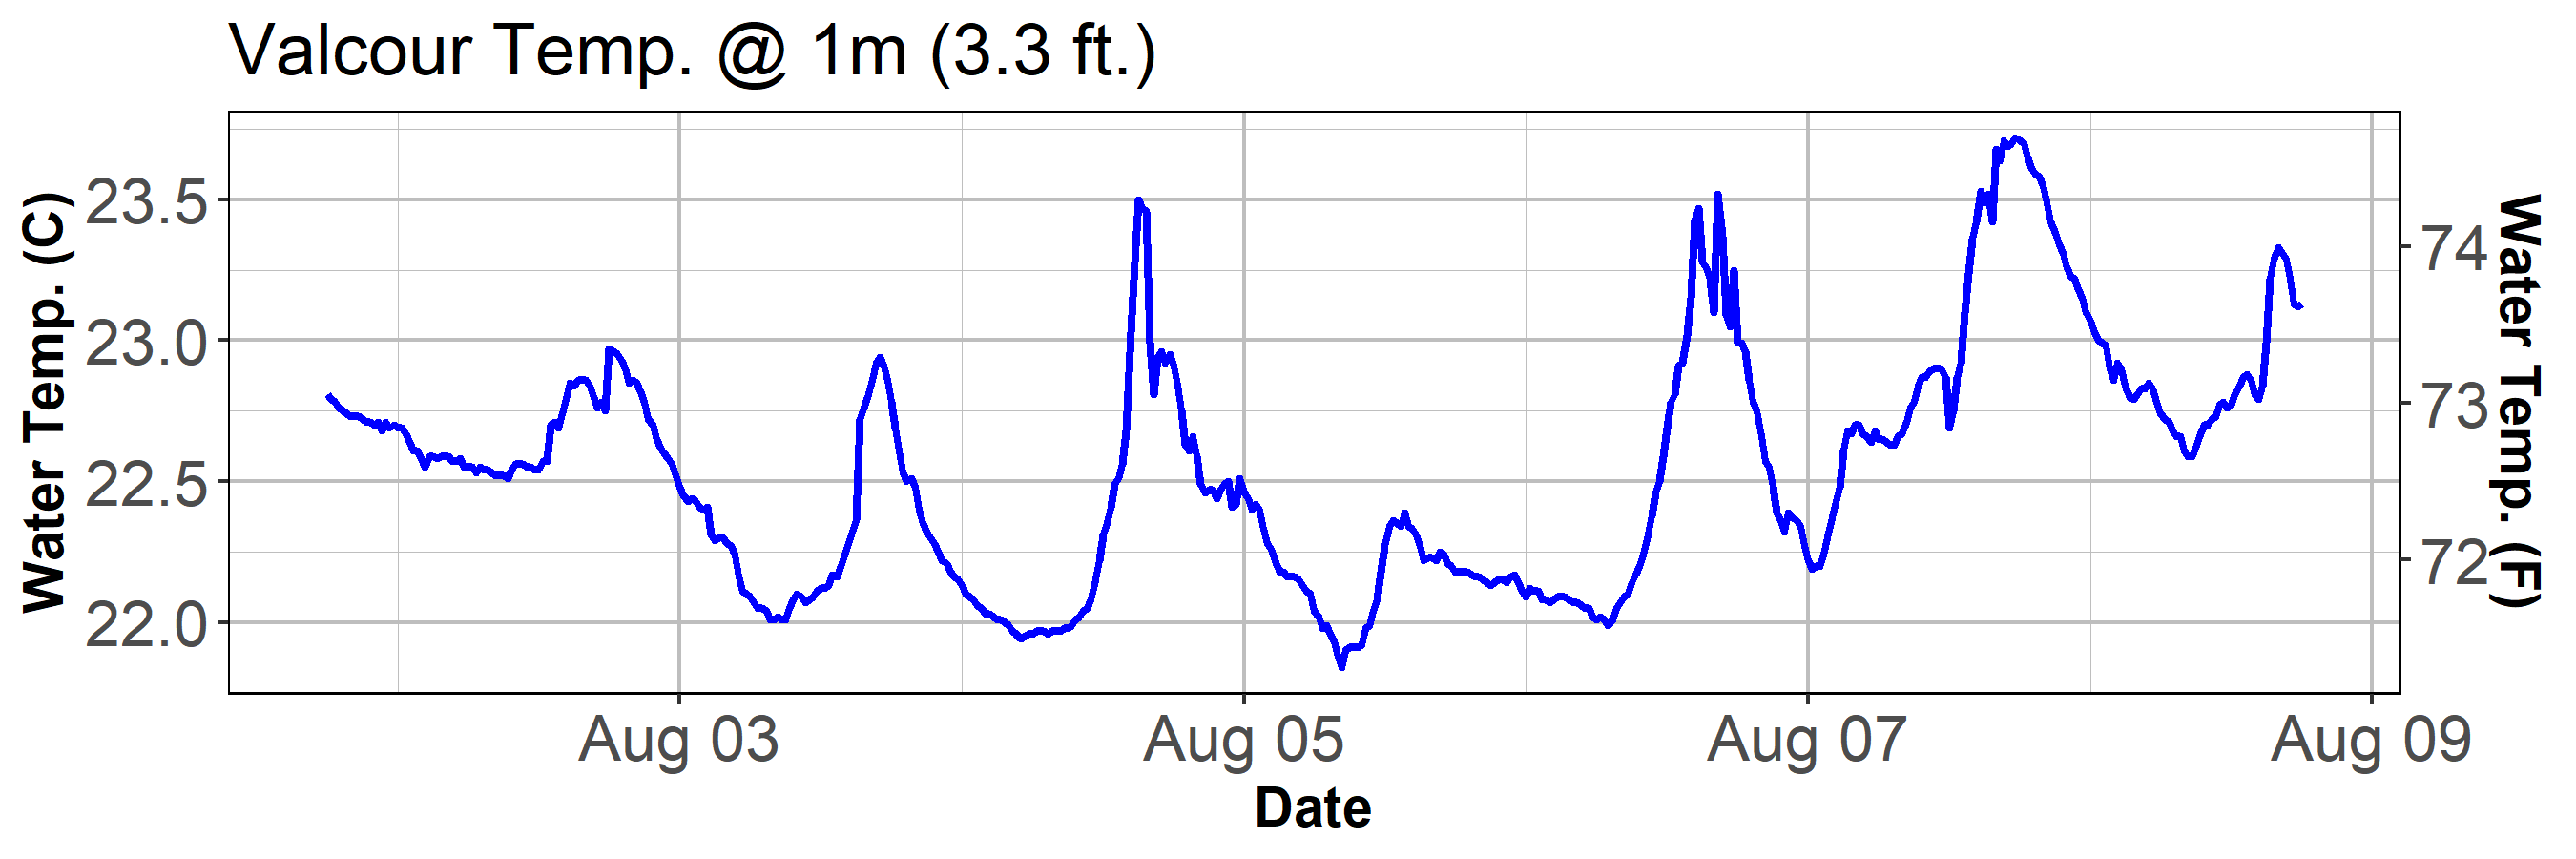 Valcour Temp. @ 1m (3.3 ft.)
Water Temp. (C)
23.5
23.0
22.5
22.0
74
73
72
Water Temp. (F)
Aug 03
Aug 05
Aug 07
Aug 09
Date